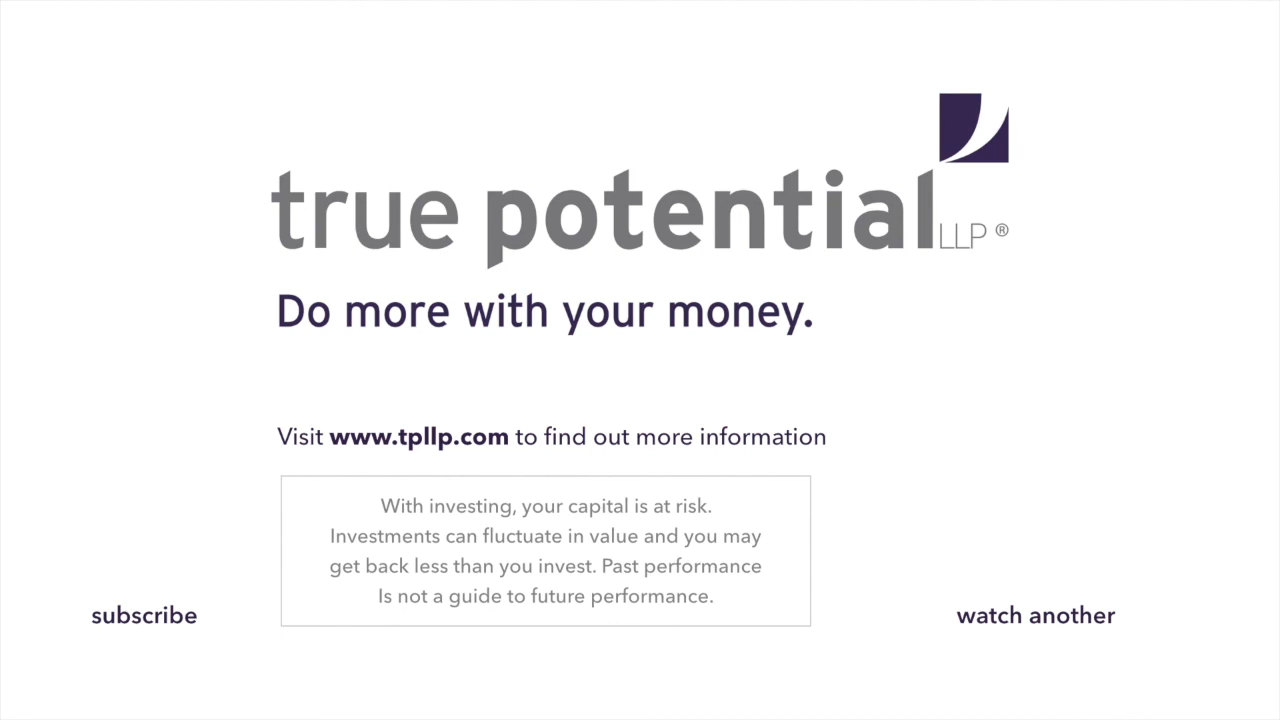 true potential LLP ®
Do more with your money.
Visit www.tpllp.com to find out more information
With investing, your capital is at risk.
Investments can fluctuate in value and you may
get back less than you invest. Past performance
Is not a guide to future performance.
subscribe
watch another